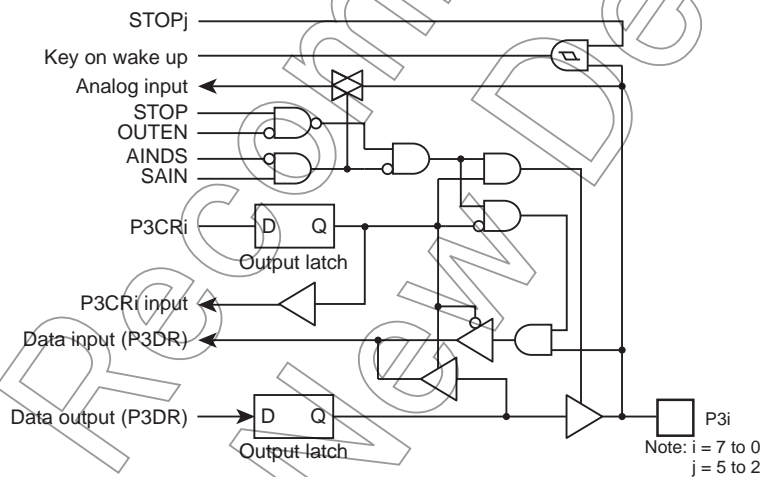 STOPj
Key on wake up
Analog input
STOP
OUTEN
AINDS
SAIN
P3CRi
D Q
Output latch
P3CRi input
Data input (P3DR)
Data output (P3DR)
D Q
Output latch
P3i
Note: i = 7 to 0
j = 5 to 2